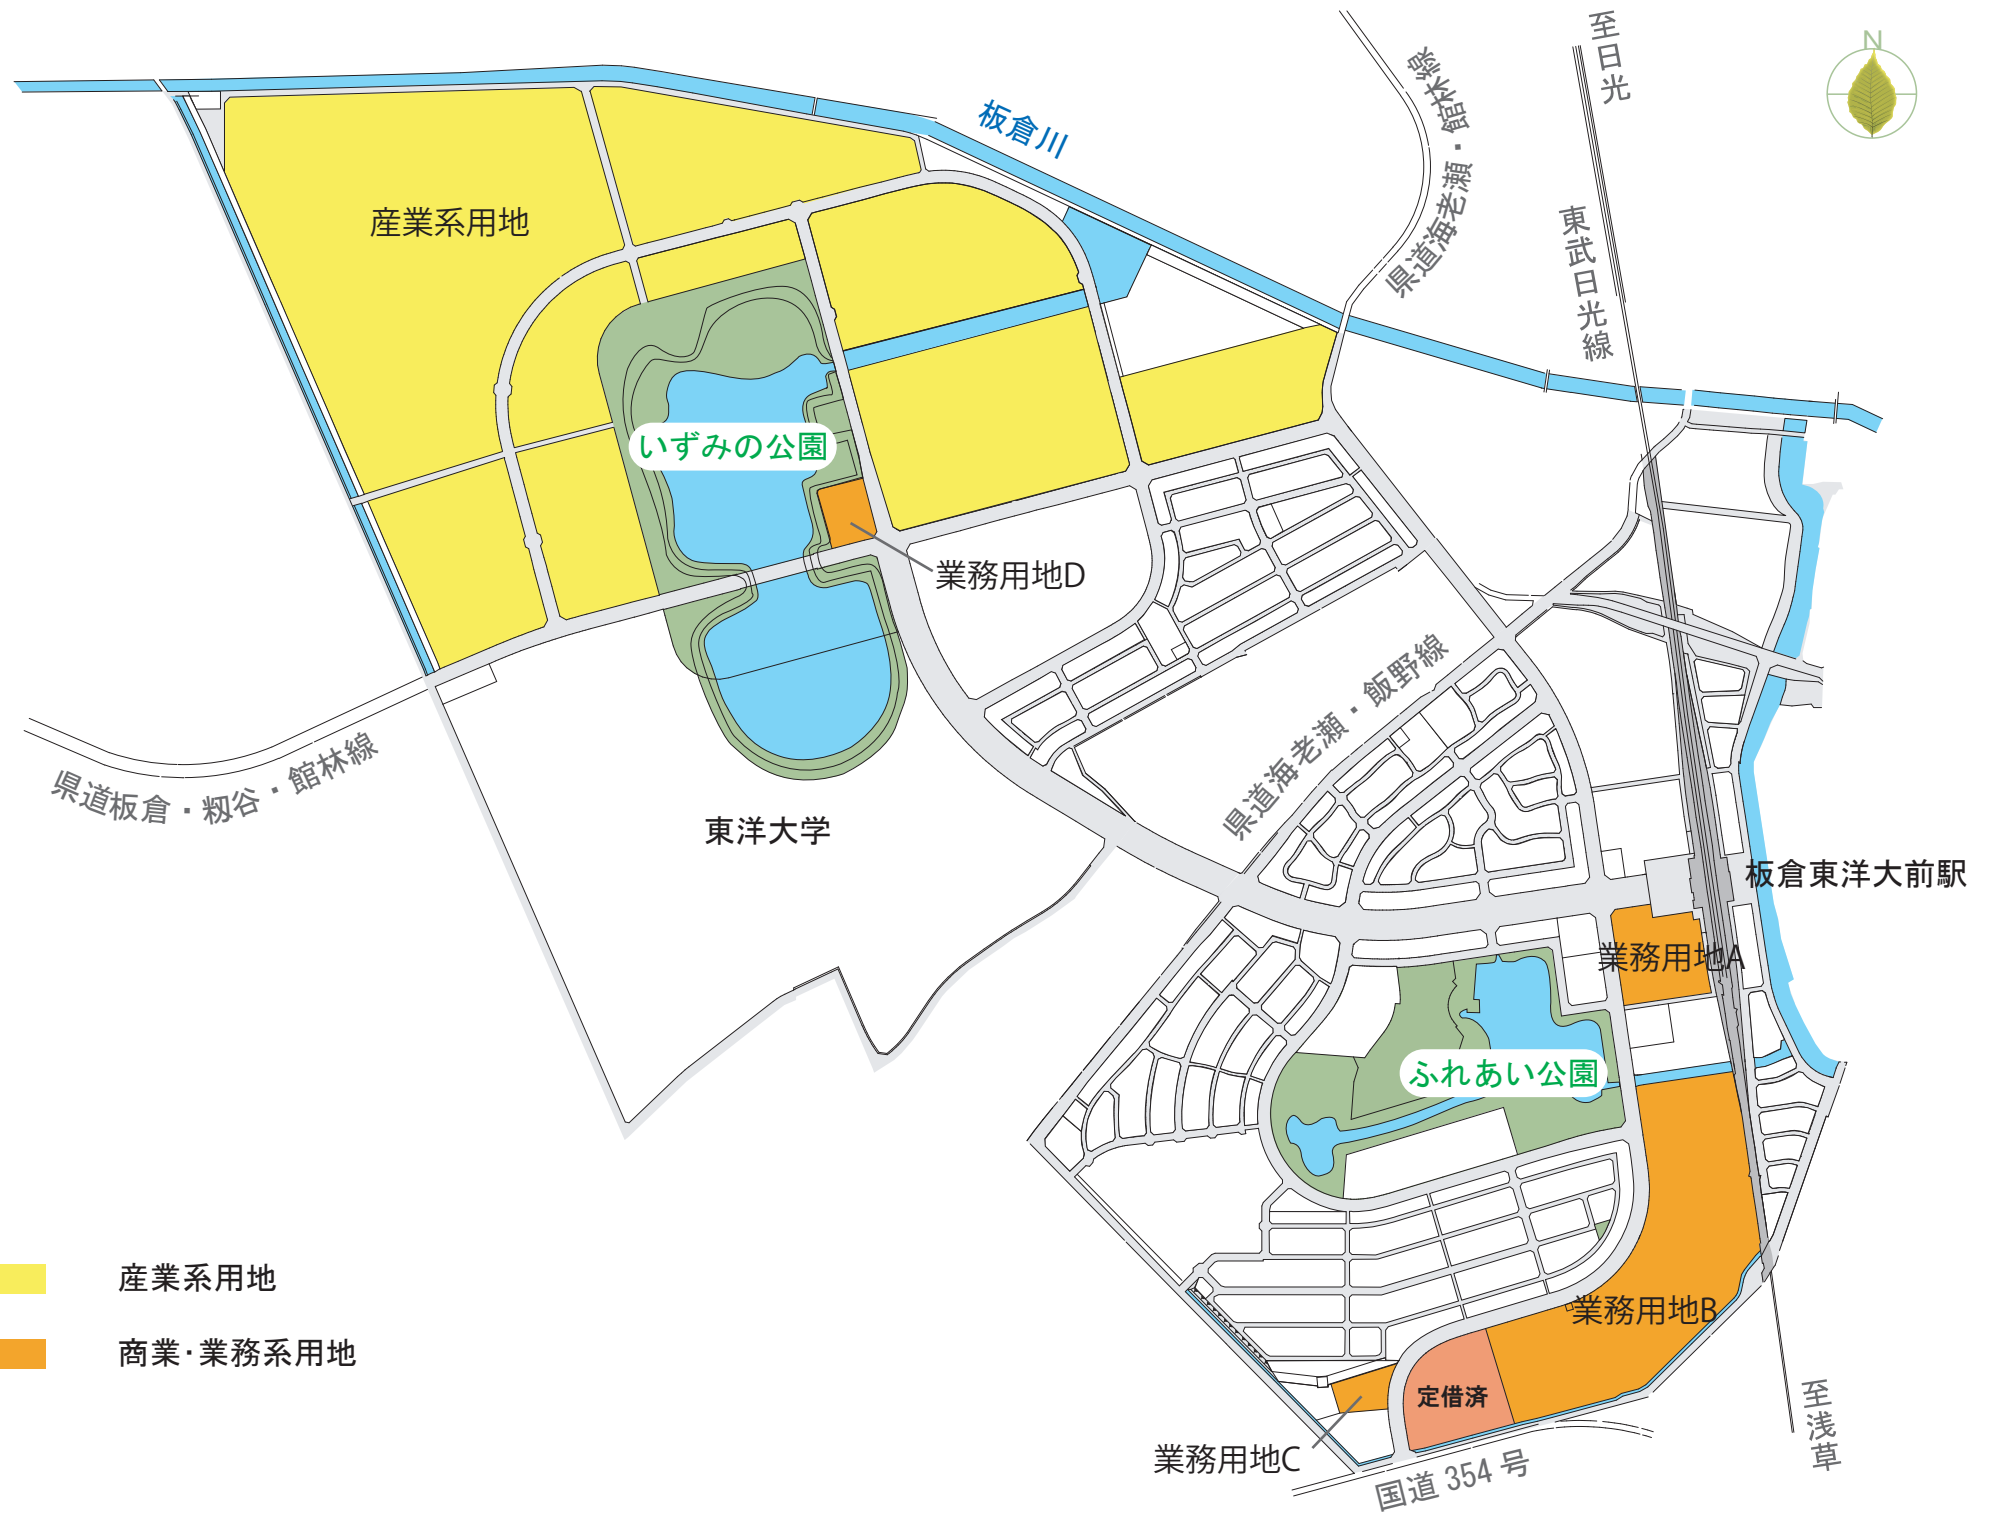 N
至日光
県道海老瀬・館林線
板倉川
東武日光線
産業系用地
いずみの公園
業務用地D
県道海老瀬・飯野線
県道板倉・籾谷・館林線
東洋大学
板倉東洋大前駅
業務用地A
ふれあい公園
産業系用地
商業・業務系用地
業務用地B
定借済
業務用地C
至浅草
国道 354 号